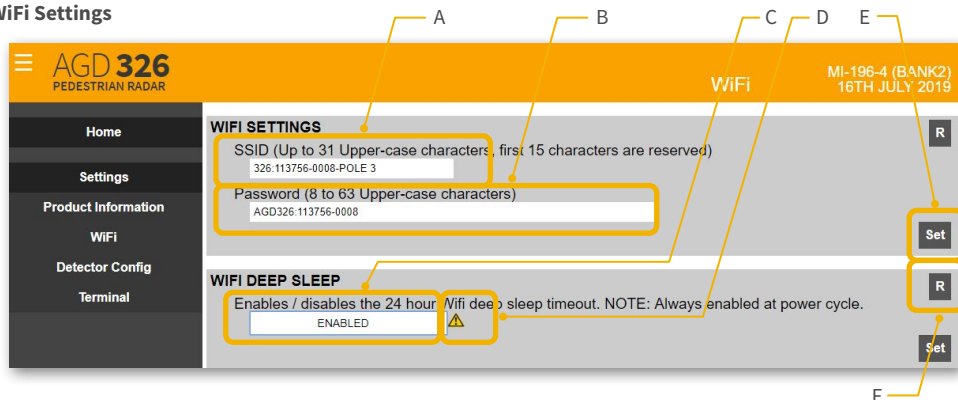 WiFi Settings
A B C D E
☰ AGD 326
PEDESTRIAN RADAR
WiFi
MI-196-4 (BANK2)
16TH JULY 2019
Home
Settings
Product Information
WiFi
Detector Config
Terminal
WIFI SETTINGS
R
SSID (Up to 31 Upper-case characters, first 15 characters are reserved)
326:113756-0008-POLE 3
Password (8 to 63 Upper-case characters)
AGD326:113756-0008
Set
WIFI DEEP SLEEP
R
Enables / disables the 24 hour Wifi deep sleep timeout. NOTE: Always enabled at power cycle.
ENABLED
Set